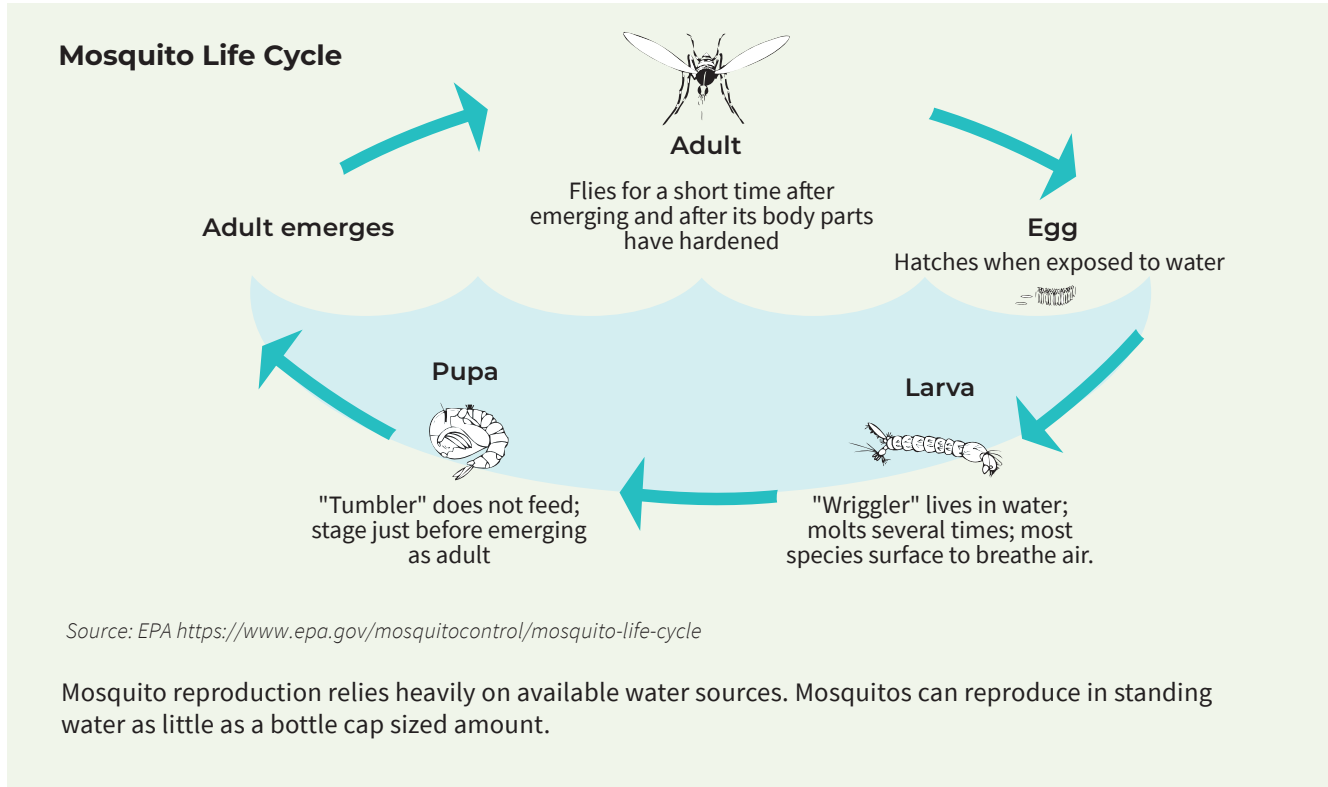 Mosquito Life Cycle
Adult
Flies for a short time after
emerging and after its body parts
have hardened
Adult emerges
Egg
Hatches when exposed to water
Pupa
"Tumbler" does not feed;
stage just before emerging
as adult
Larva
"Wriggler" lives in water;
molts several times; most
species surface to breathe air.
Source: EPA https://www.epa.gov/mosquitocontrol/mosquito-life-cycle
Mosquito reproduction relies heavily on available water sources. Mosquitos can reproduce in standing
water as little as a bottle cap sized amount.